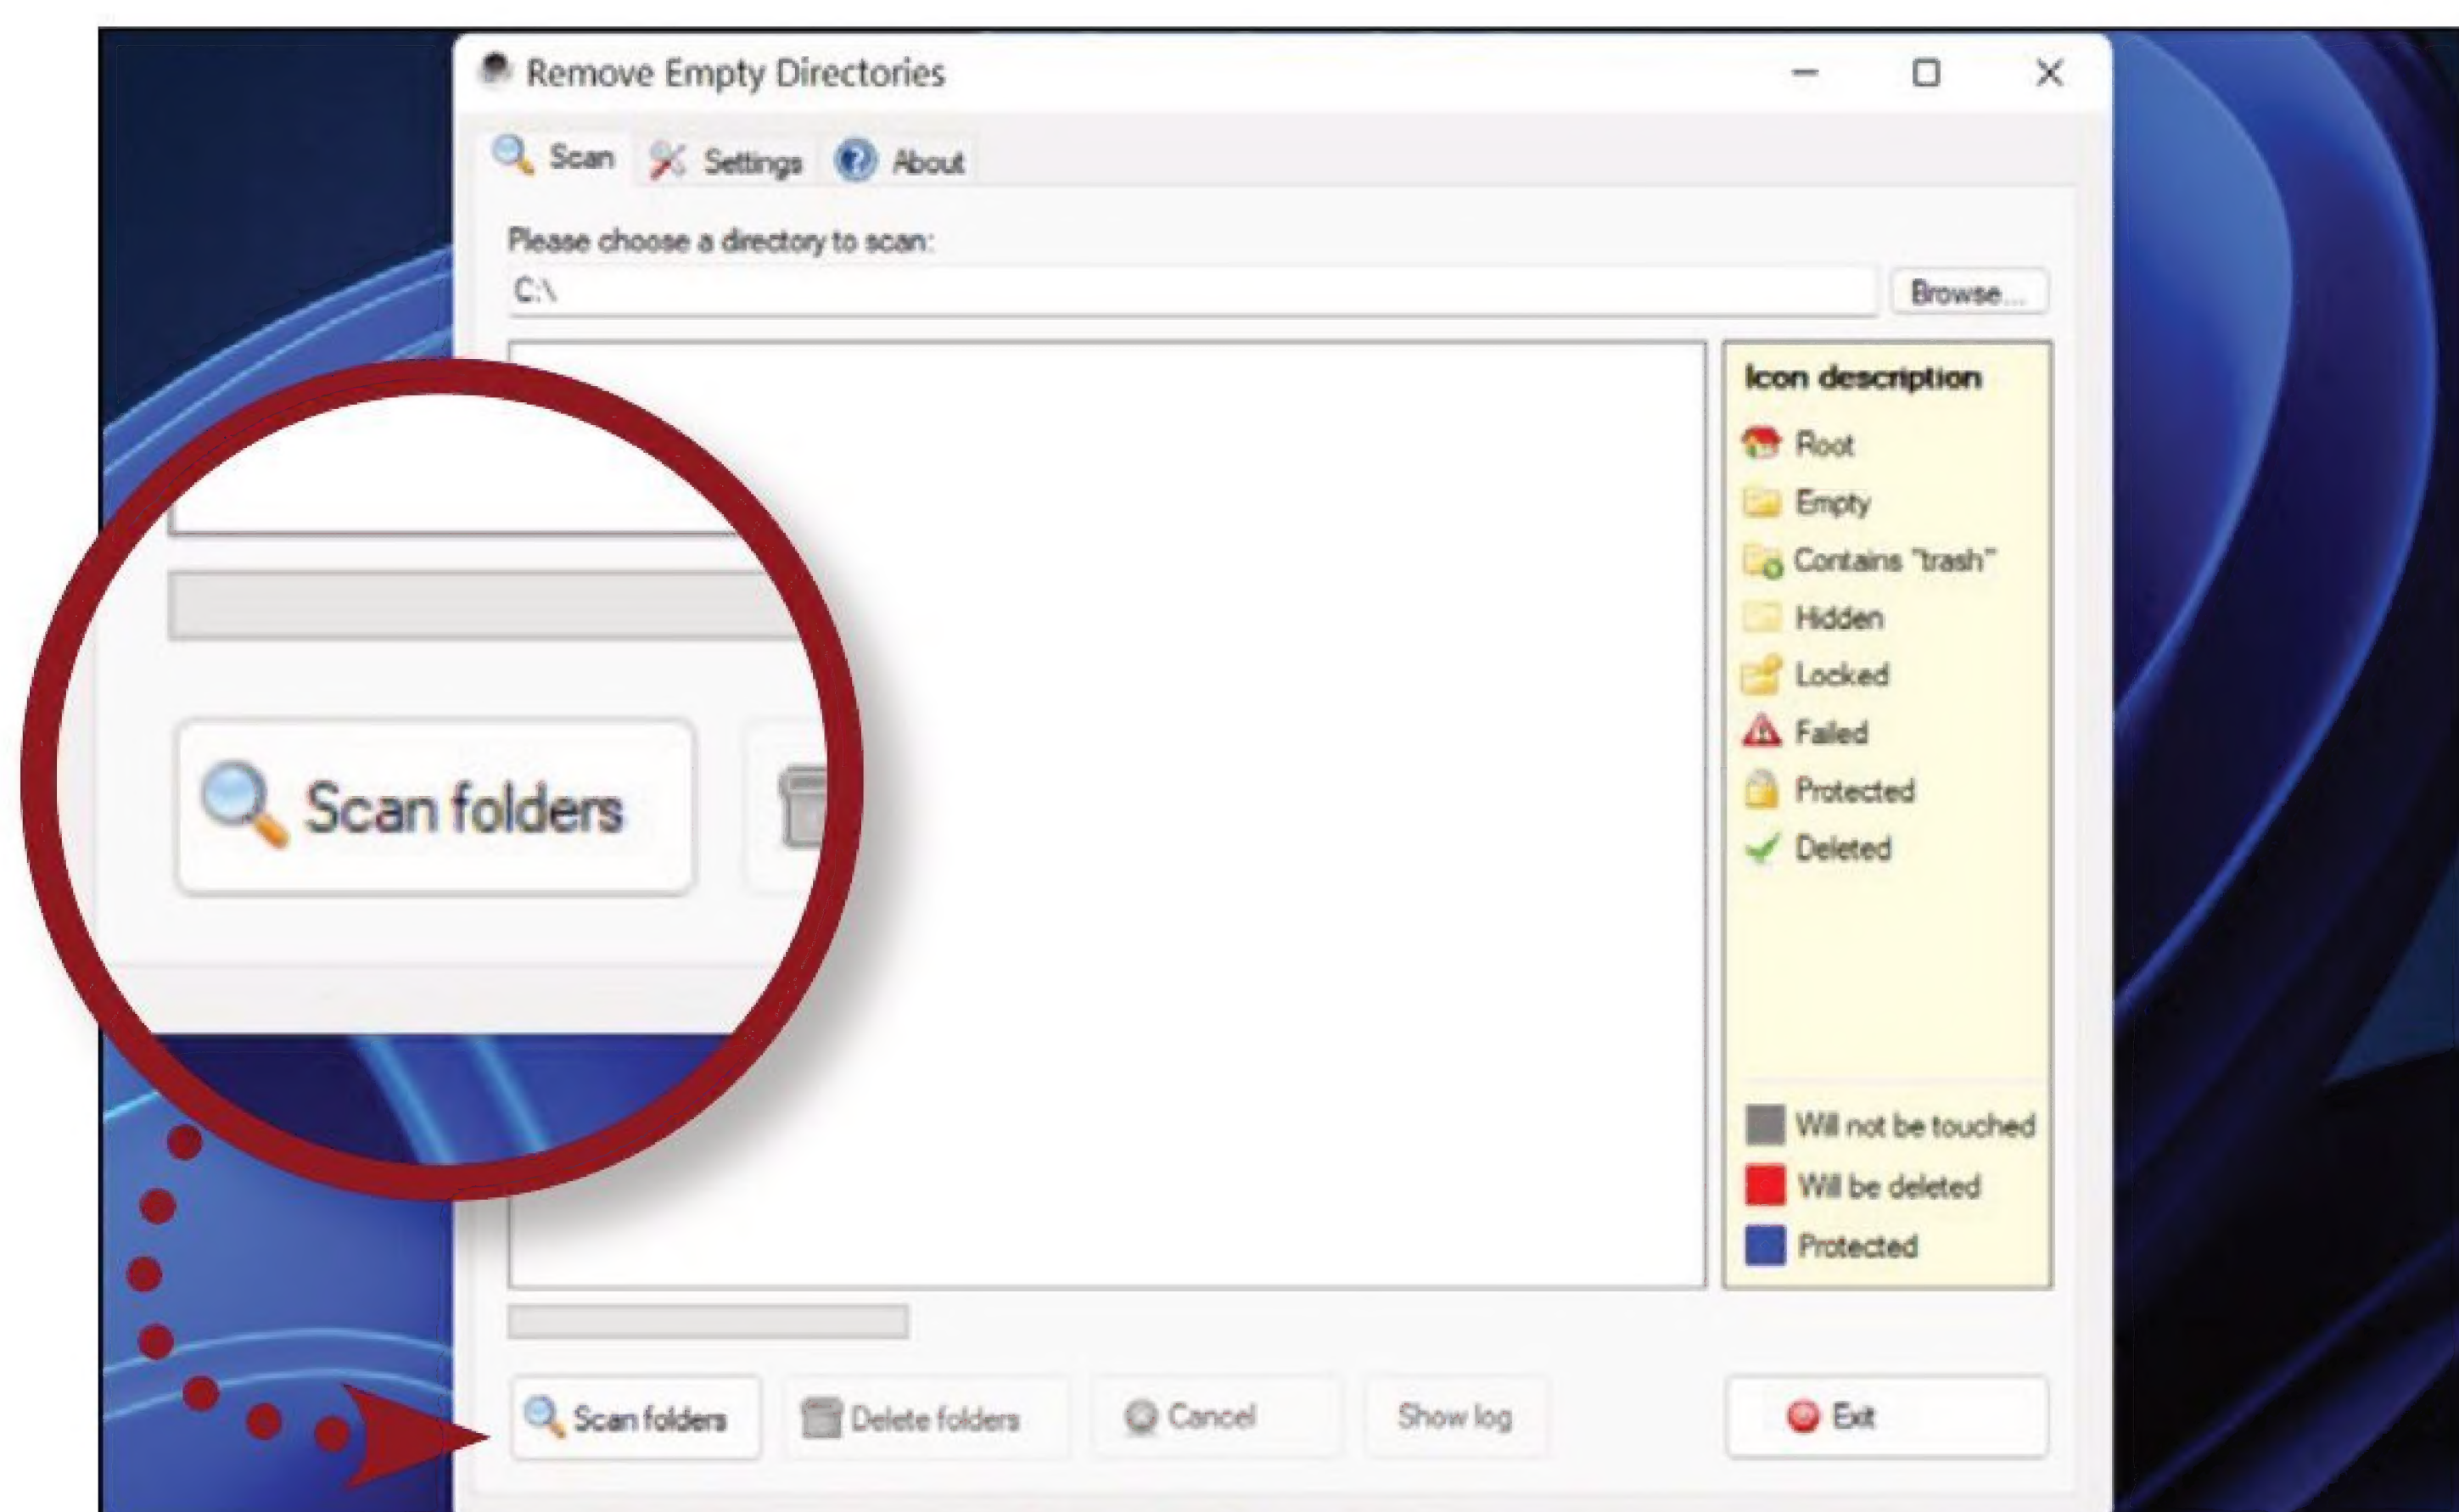 Remove Empty Directories
Scan
Settings
About
Please choose a directory to scan:
C:\
Browse...
Icon description
Root
Empty
Contains "trash"
Hidden
Locked
Failed
Protected
Deleted
Scan folders
Will not be touched
Will be deleted
Protected
Scan folders
Delete folders
Cancel
Show log
Exit